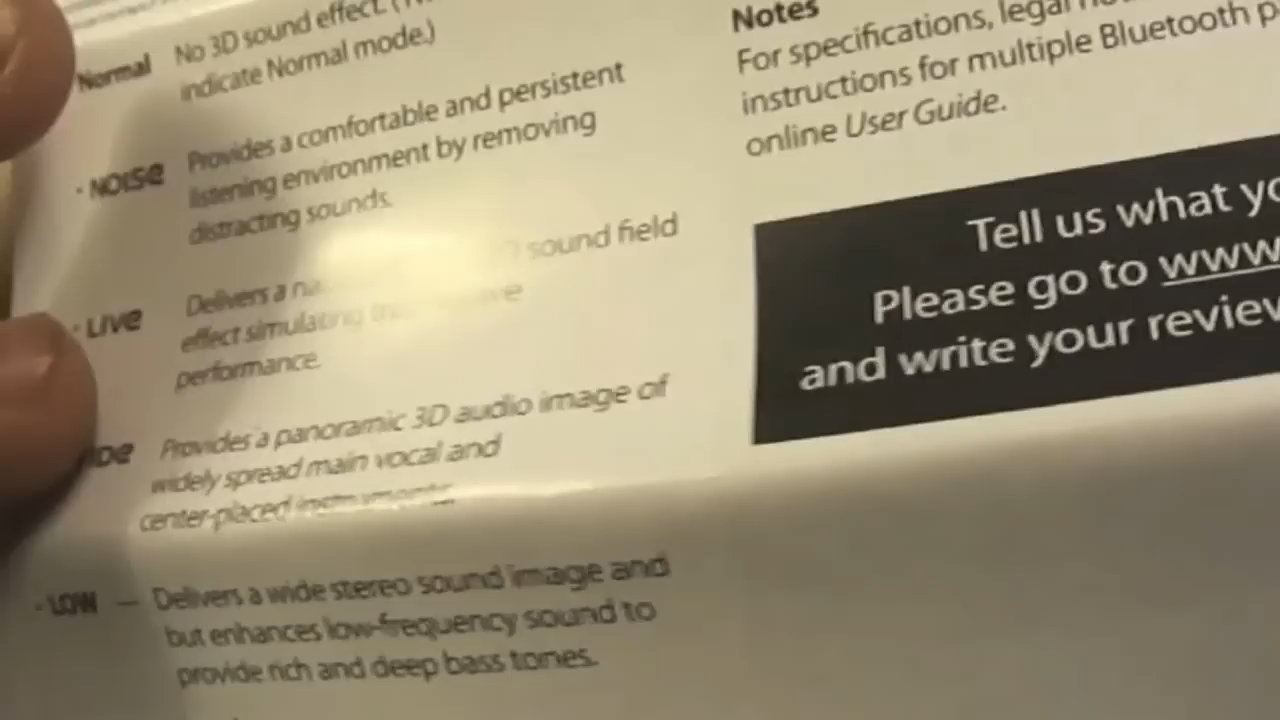 Normal No 3D sound effect.
indicate Normal mode.)
· NOISE Provides a comfortable and persistent
listening environment by removing
distracting sounds.
· LIVE Delivers a sound field
effect simulating
performance.
Provides a panoramic 3D audio image of
widely spread main vocal and
center-placed
· LOW — Delivers a wide stereo sound image and
but enhances low-frequency sound to
provide rich and deep bass tones.
Notes
For specifications, legal
instructions for multiple Bluetooth
online User Guide.
Tell us what
Please go to www.
and write your